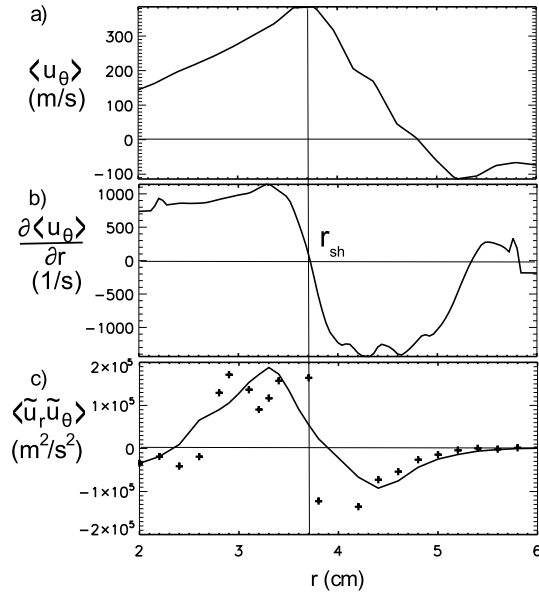 a)
⟨u_θ⟩
(m/s)
300
200
100
0
-100
b)
∂⟨u_θ⟩
∂r
(1/s)
1000
500
0
-500
-1000
r_sh
c)
⟨ũ_r ũ_θ⟩
(m²/s²)
2×10⁵
1×10⁵
0
-1×10⁵
-2×10⁵
2 3 4 5 6
r (cm)